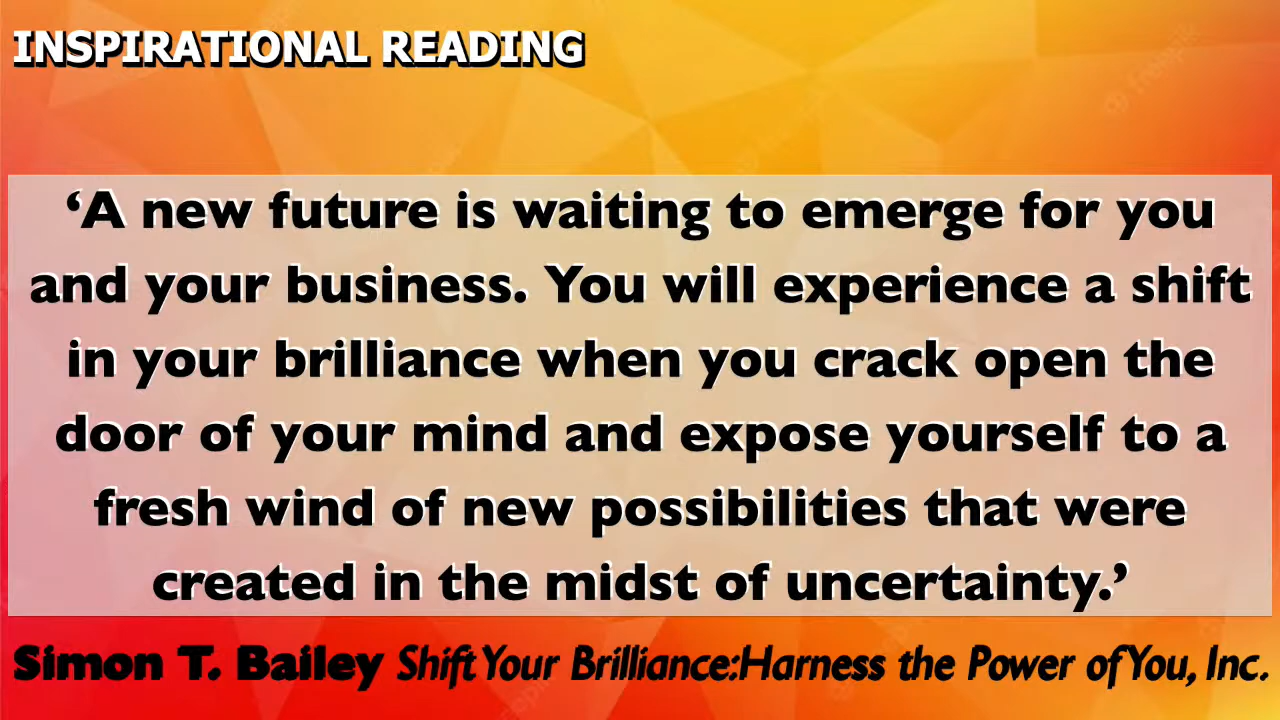 INSPIRATIONAL READING
‘A new future is waiting to emerge for you
and your business. You will experience a shift
in your brilliance when you crack open the
door of your mind and expose yourself to a
fresh wind of new possibilities that were
created in the midst of uncertainty.’
Simon T. Bailey Shift Your Brilliance:Harness the Power of You, Inc.
freepik